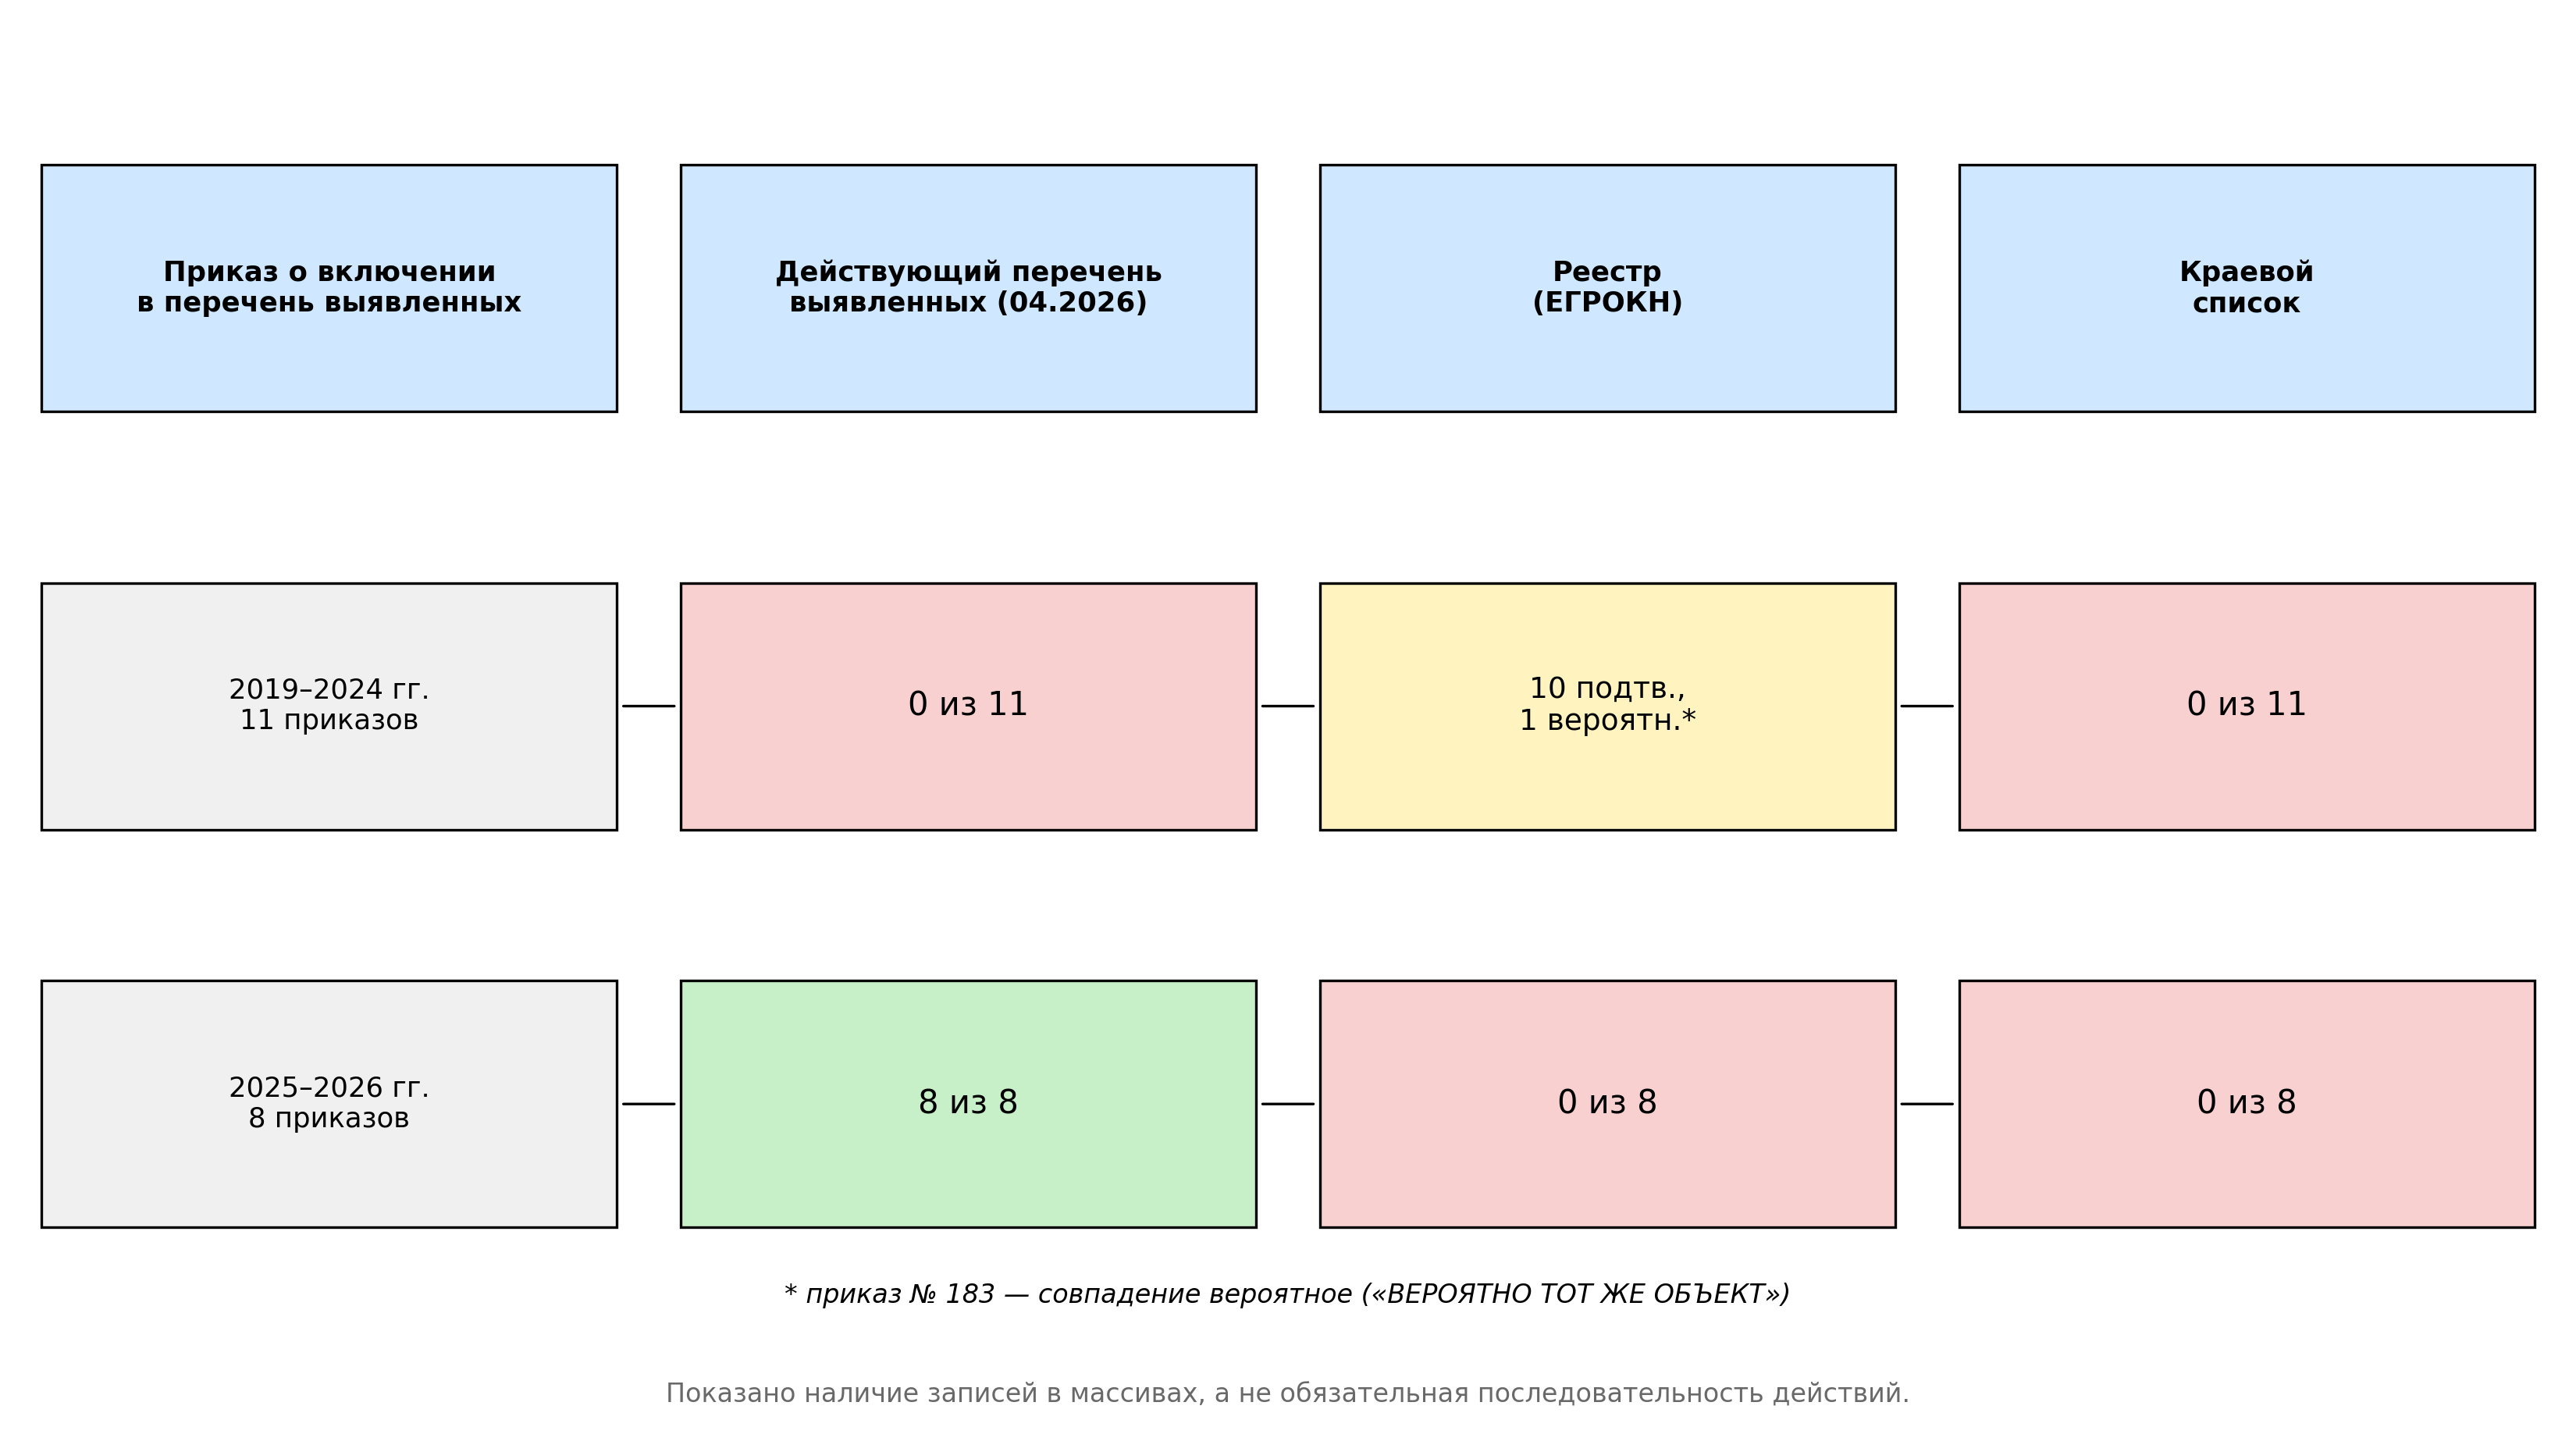 Приказ о включении
в перечень выявленных
Действующий перечень
выявленных (04.2026)
Реестр
(ЕГРОКН)
Краевой
список
2019–2024 гг.
11 приказов
0 из 11
10 подтв.,
1 вероятн.*
0 из 11
2025–2026 гг.
8 приказов
8 из 8
0 из 8
0 из 8
* приказ № 183 — совпадение вероятное («ВЕРОЯТНО ТОТ ЖЕ ОБЪЕКТ»)
Показано наличие записей в массивах, а не обязательная последовательность действий.